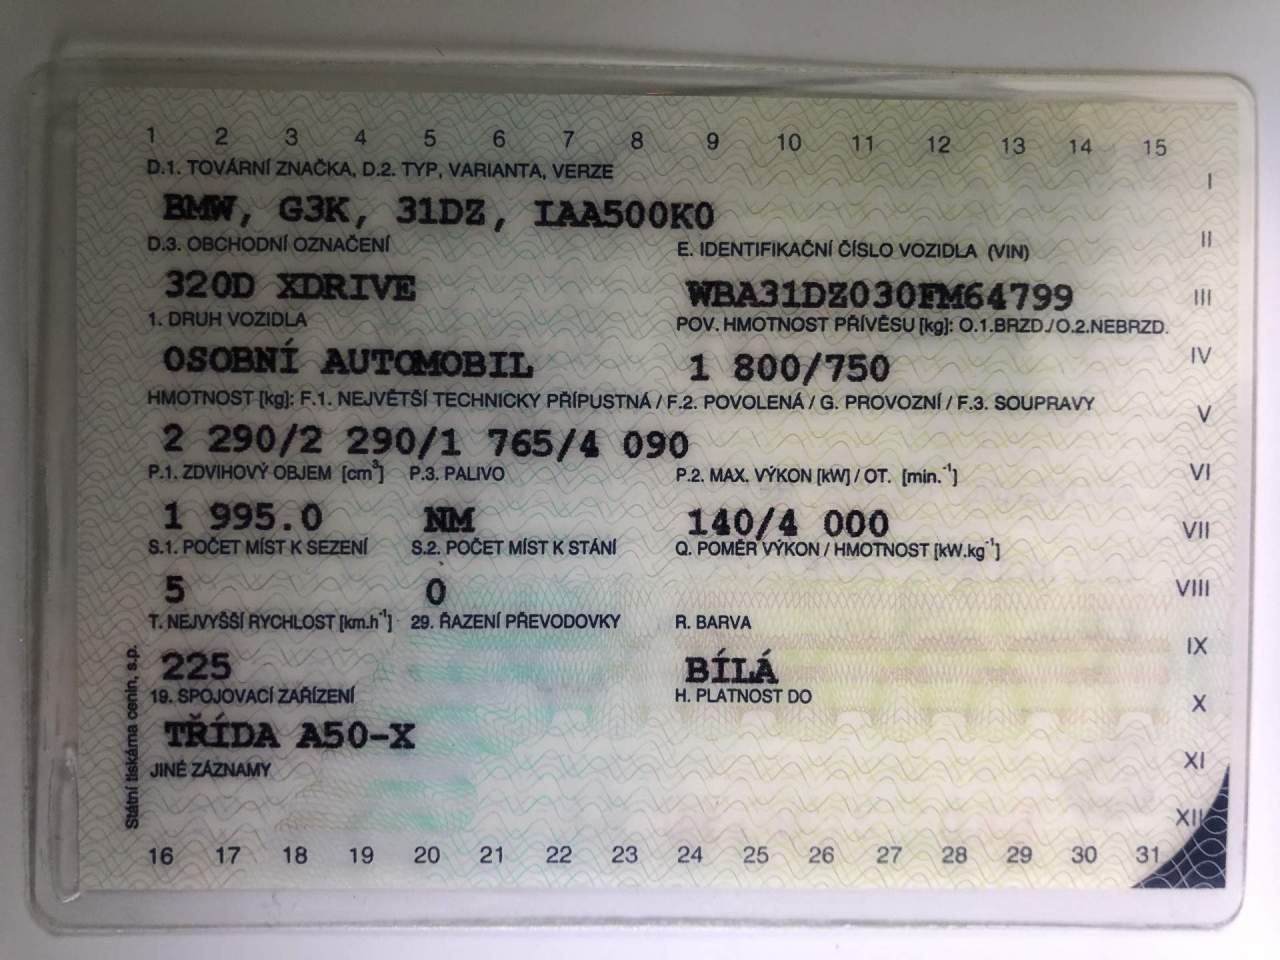 1 2 3 4 5 6 7 8 9 10 11 12 13 14 15
D.1. TOVÁRNÍ ZNAČKA, D.2. TYP, VARIANTA, VERZE
I
BMW, G3K, 31DZ, IAA500K0
II
D.3. OBCHODNÍ OZNAČENÍ E. IDENTIFIKAČNÍ ČÍSLO VOZIDLA (VIN)
320D XDRIVE WBA31DZ030FM64799
III
1. DRUH VOZIDLA POV. HMOTNOST PŘÍVĚSU [kg]: O.1.BRZD./O.2.NEBRZD.
OSOBNÍ AUTOMOBIL 1 800/750
IV
HMOTNOST [kg]: F.1. NEJVĚTŠÍ TECHNICKY PŘÍPUSTNÁ / F.2. POVOLENÁ / G. PROVOZNÍ / F.3. SOUPRAVY
V
2 290/2 290/1 765/4 090
P.1. ZDVIHOVÝ OBJEM [cm³] P.3. PALIVO P.2. MAX. VÝKON [kW] / OT. [min.⁻¹]
VI
1 995.0 NM 140/4 000
VII
S.1. POČET MÍST K SEZENÍ S.2. POČET MÍST K STÁNÍ Q. POMĚR VÝKON / HMOTNOST [kW.kg⁻¹]
5 0
VIII
T. NEJVYŠŠÍ RYCHLOST [km.h⁻¹] 29. ŘAZENÍ PŘEVODOVKY R. BARVA
IX
225 BÍLÁ
19. SPOJOVACÍ ZAŘÍZENÍ H. PLATNOST DO
X
TŘÍDA A50-X
XI
JINÉ ZÁZNAMY
XII
Státní tiskárna cenin, s.p.
16 17 18 19 20 21 22 23 24 25 26 27 28 29 30 31